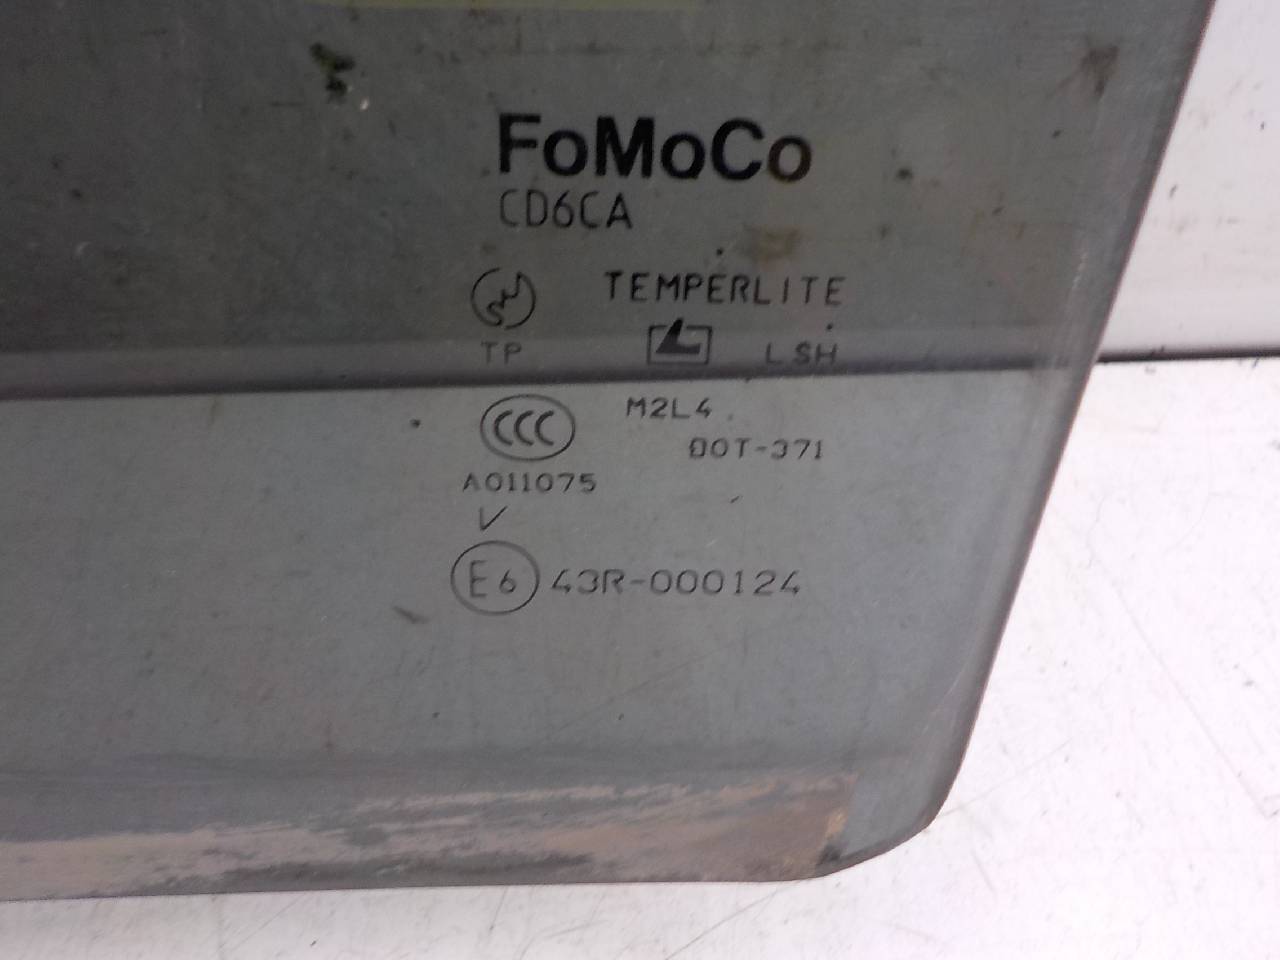 FoMoCo
CD6CA
TEMPERLITE
TP LSH
CCC M2L4
DOT-371
A011075
V
E6 43R-000124